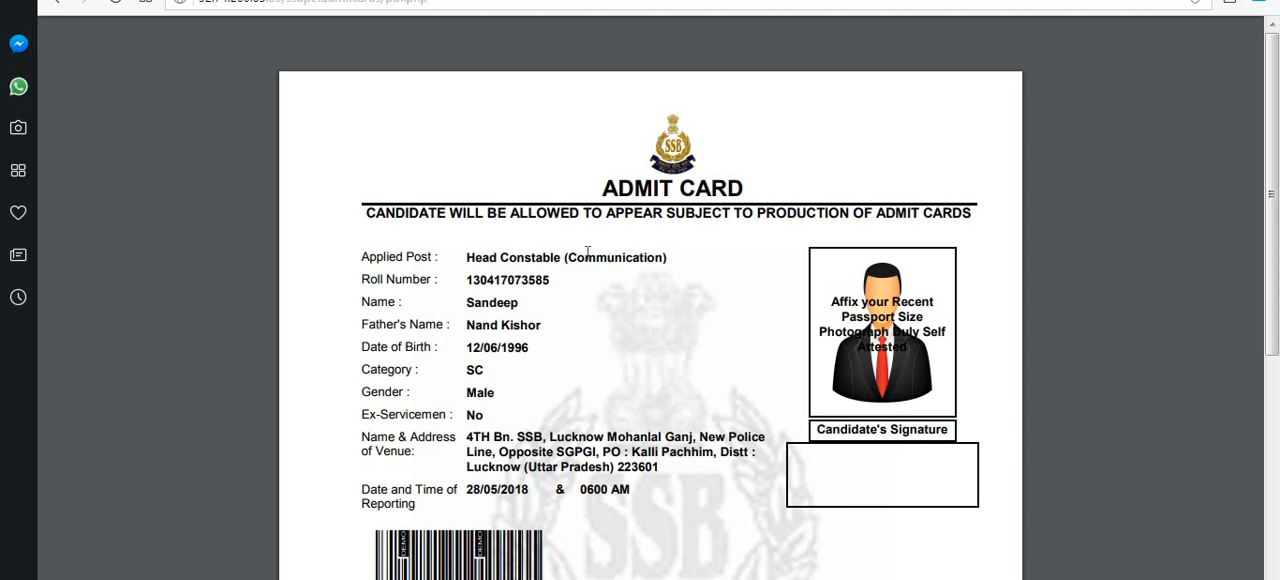 ADMIT CARD
CANDIDATE WILL BE ALLOWED TO APPEAR SUBJECT TO PRODUCTION OF ADMIT CARDS
Applied Post : Head Constable (Communication)
Roll Number : 130417073585
Name : Sandeep
Father's Name : Nand Kishor
Date of Birth : 12/06/1996
Category : SC
Gender : Male
Ex-Servicemen : No
Name & Address of Venue: 4TH Bn. SSB, Lucknow Mohanlal Ganj, New Police
Line, Opposite SGPGI, PO : Kalli Pachhim, Distt :
Lucknow (Uttar Pradesh) 223601
Date and Time of Reporting 28/05/2018 & 0600 AM
Affix your Recent
Passport Size
Photograph Duly Self
Attested
Candidate's Signature
SSB
SSB
DEMO
DEMO